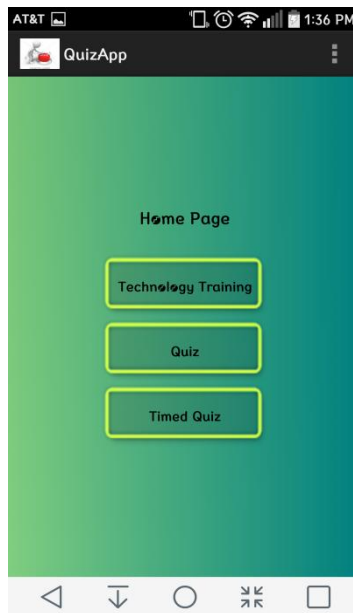 AT&T 1:36 PM
QuizApp
Home Page
Technology Training
Quiz
Timed Quiz